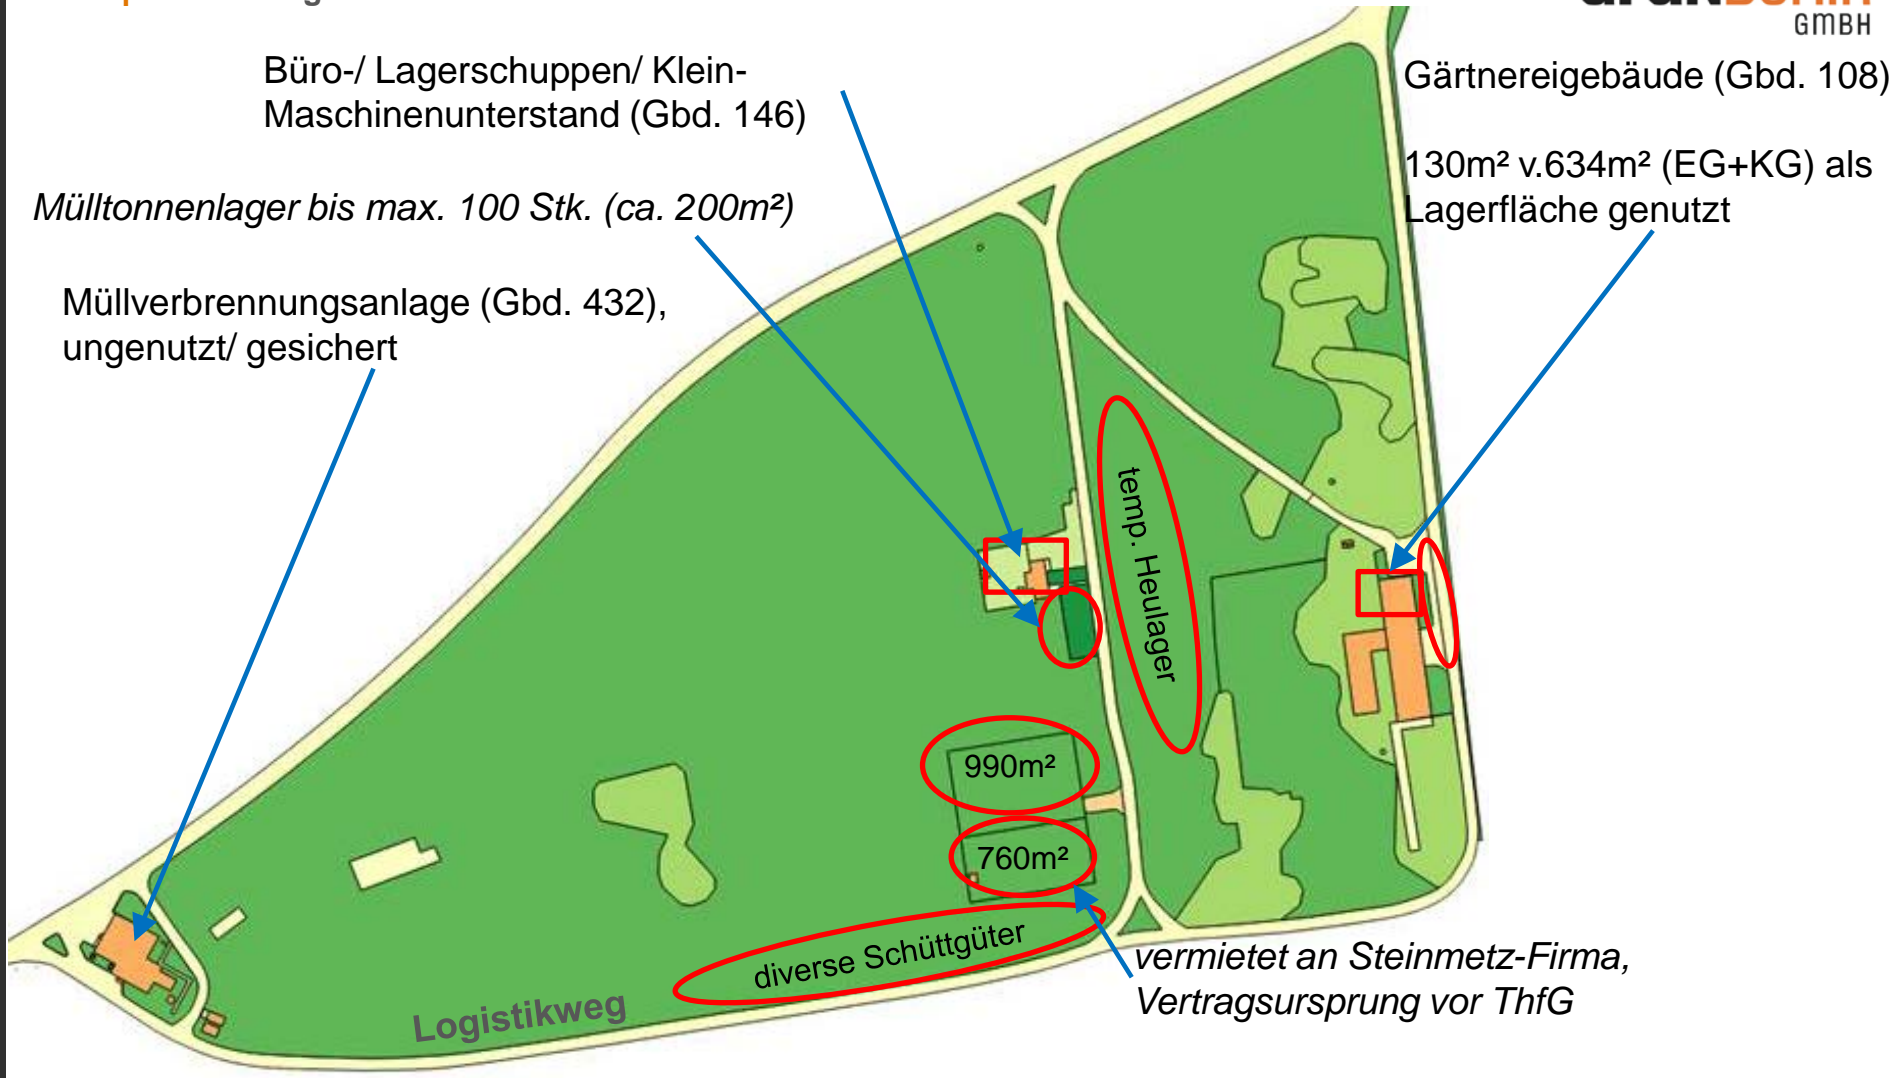 GMBH
Büro-/ Lagerschuppen/ Klein-
Maschinenunterstand (Gbd. 146)
Gärtnereigebäude (Gbd. 108)
130m² v.634m² (EG+KG) als
Lagerfläche genutzt
Mülltonnenlager bis max. 100 Stk. (ca. 200m²)
Müllverbrennungsanlage (Gbd. 432),
ungenutzt/ gesichert
temp. Heulager
990m²
760m²
diverse Schüttgüter
vermietet an Steinmetz-Firma,
Vertragsursprung vor ThfG
Logistikweg